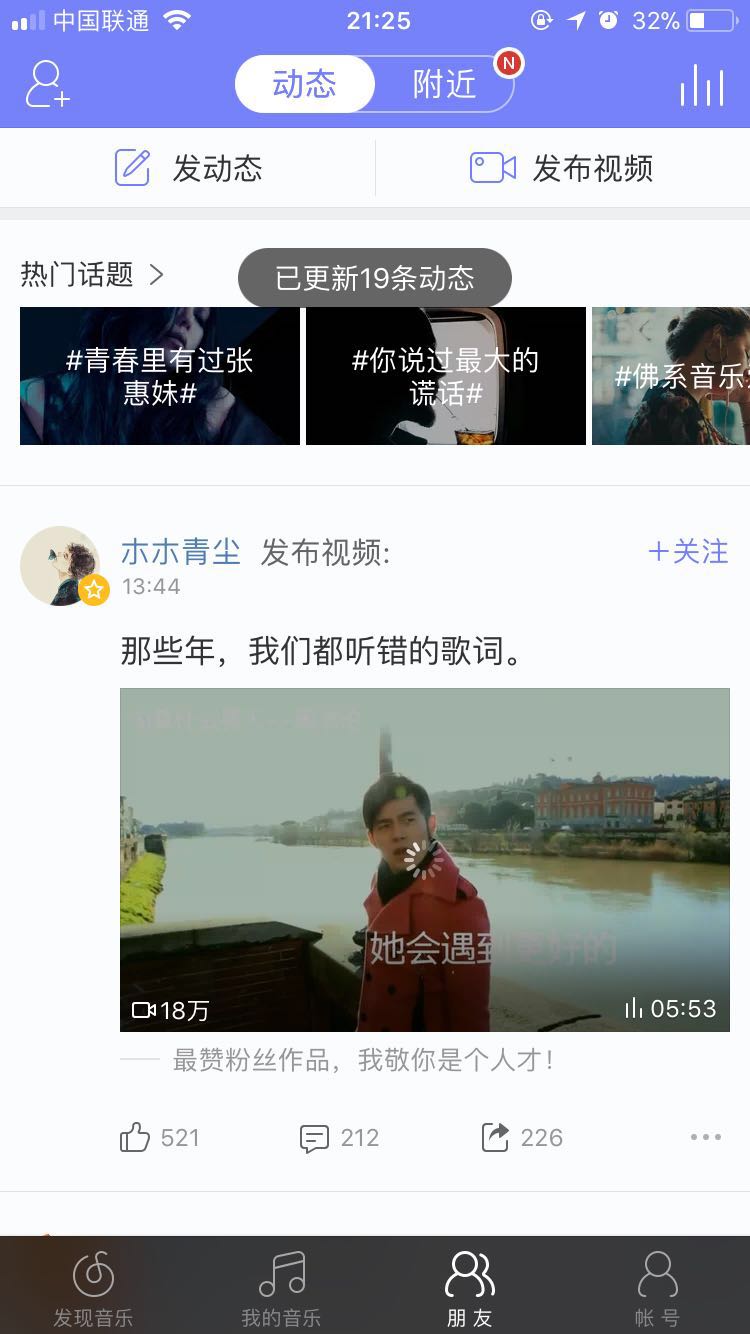 中国联通
21:25
32%
动态
附近
N
发动态
发布视频
热门话题
已更新19条动态
#青春里有过张
惠妹#
#你说过最大的
谎话#
#佛系音乐
木木青尘 发布视频:
+关注
13:44
那些年，我们都听错的歌词。
她会遇到更好的
18万
05:53
最赞粉丝作品，我敬你是个人才！
521
212
226
发现音乐
我的音乐
朋友
帐号